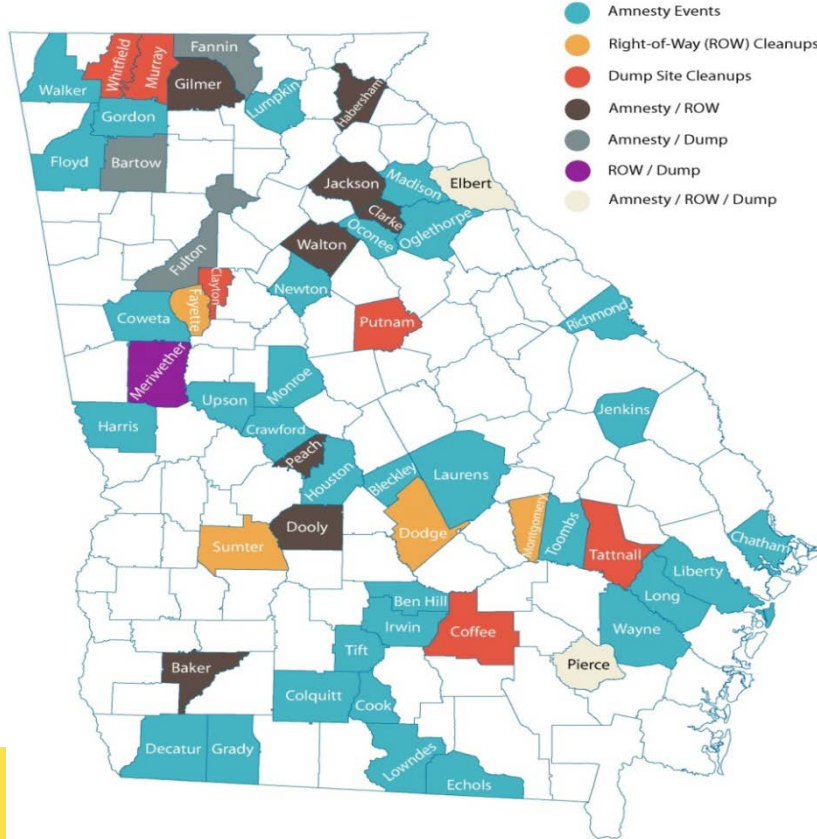 Amnesty Events
Right-of-Way (ROW) Cleanups
Dump Site Cleanups
Amnesty / ROW
Amnesty / Dump
ROW / Dump
Amnesty / ROW / Dump
Fannin
Whitfield
Murray
Walker
Gilmer
Lumpkin
Habersham
Gordon
Floyd
Bartow
Jackson
Madison
Elbert
Clarke
Oconee
Oglethorpe
Walton
Fulton
Clayton
Newton
Fayette
Coweta
Putnam
Richmond
Meriwether
Monroe
Upson
Jenkins
Harris
Crawford
Peach
Houston
Bleckley
Laurens
Dooly
Dodge
Montgomery
Toombs
Sumter
Tattnall
Chatham
Liberty
Long
Ben Hill
Irwin
Coffee
Wayne
Tift
Pierce
Baker
Colquitt
Cook
Decatur
Grady
Lowndes
Echols